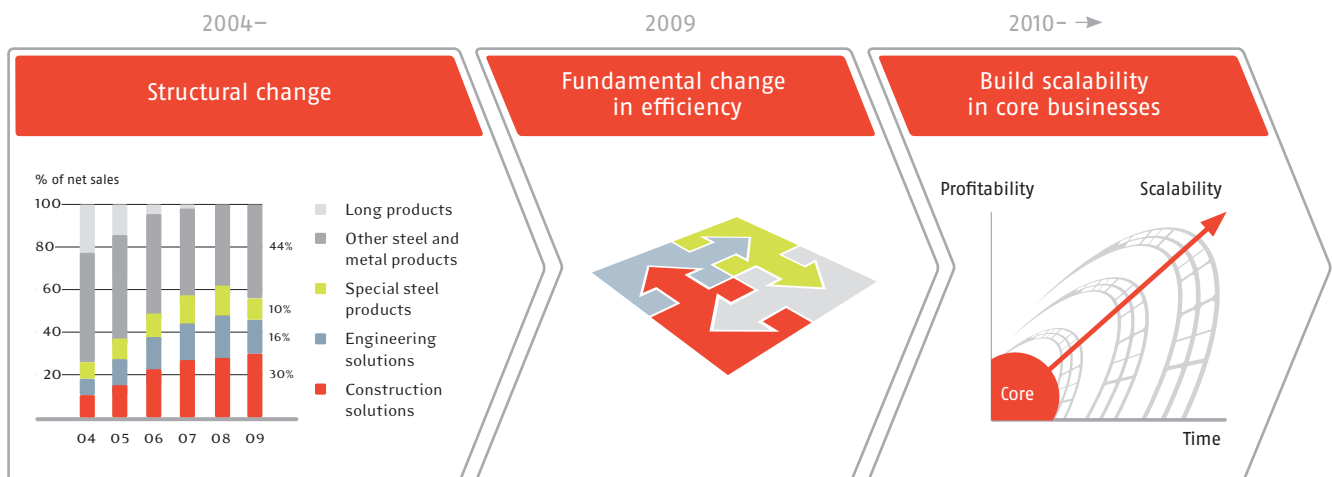 2004–
2009
2010- →
Structural change
Fundamental change
in efficiency
Build scalability
in core businesses
% of net sales
100
80
60
40
20
04 05 06 07 08 09
44%
10%
16%
30%
Long products
Other steel and
metal products
Special steel
products
Engineering
solutions
Construction
solutions
Profitability
Scalability
Core
Time